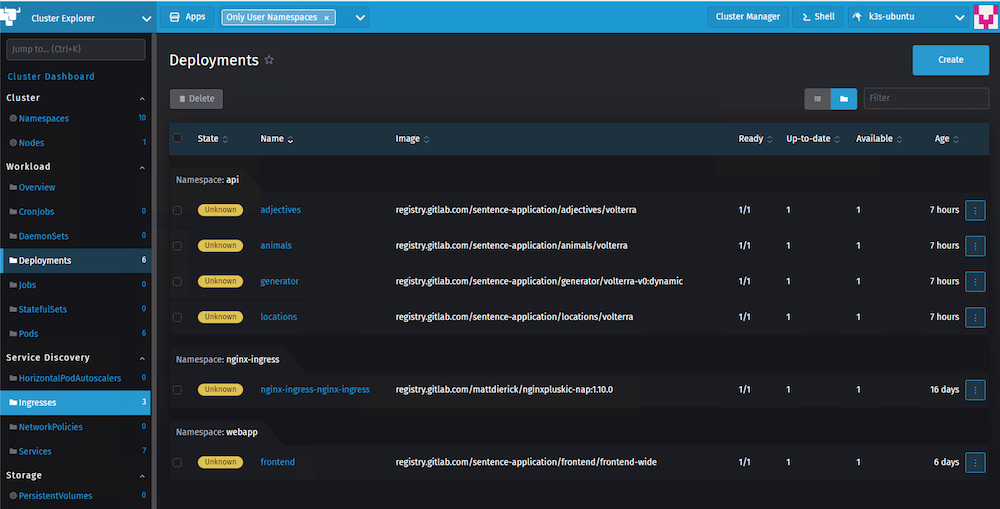 Cluster Explorer
Apps
Only User Namespaces ×
Cluster Manager
Shell
k3s-ubuntu
Jump to... (Ctrl+K)
Cluster Dashboard
Cluster
Namespaces 10
Nodes 1
Workload
Overview
CronJobs 0
DaemonSets 0
Deployments 6
Jobs 0
StatefulSets 0
Pods 6
Service Discovery
HorizontalPodAutoscalers 0
Ingresses 3
NetworkPolicies 0
Services 7
Storage
PersistentVolumes 0
Deployments
Create
Delete
Filter
State Name Image Ready Up-to-date Available Age
Namespace: api
Unknown adjectives registry.gitlab.com/sentence-application/adjectives/volterra 1/1 1 1 7 hours
Unknown animals registry.gitlab.com/sentence-application/animals/volterra 1/1 1 1 7 hours
Unknown generator registry.gitlab.com/sentence-application/generator/volterra-v0:dynamic 1/1 1 1 7 hours
Unknown locations registry.gitlab.com/sentence-application/locations/volterra 1/1 1 1 7 hours
Namespace: nginx-ingress
Unknown nginx-ingress-nginx-ingress registry.gitlab.com/mattdierick/nginxpluskic-nap:1.10.0 1/1 1 1 16 days
Namespace: webapp
Unknown frontend registry.gitlab.com/sentence-application/frontend/frontend-wide 1/1 1 1 6 days